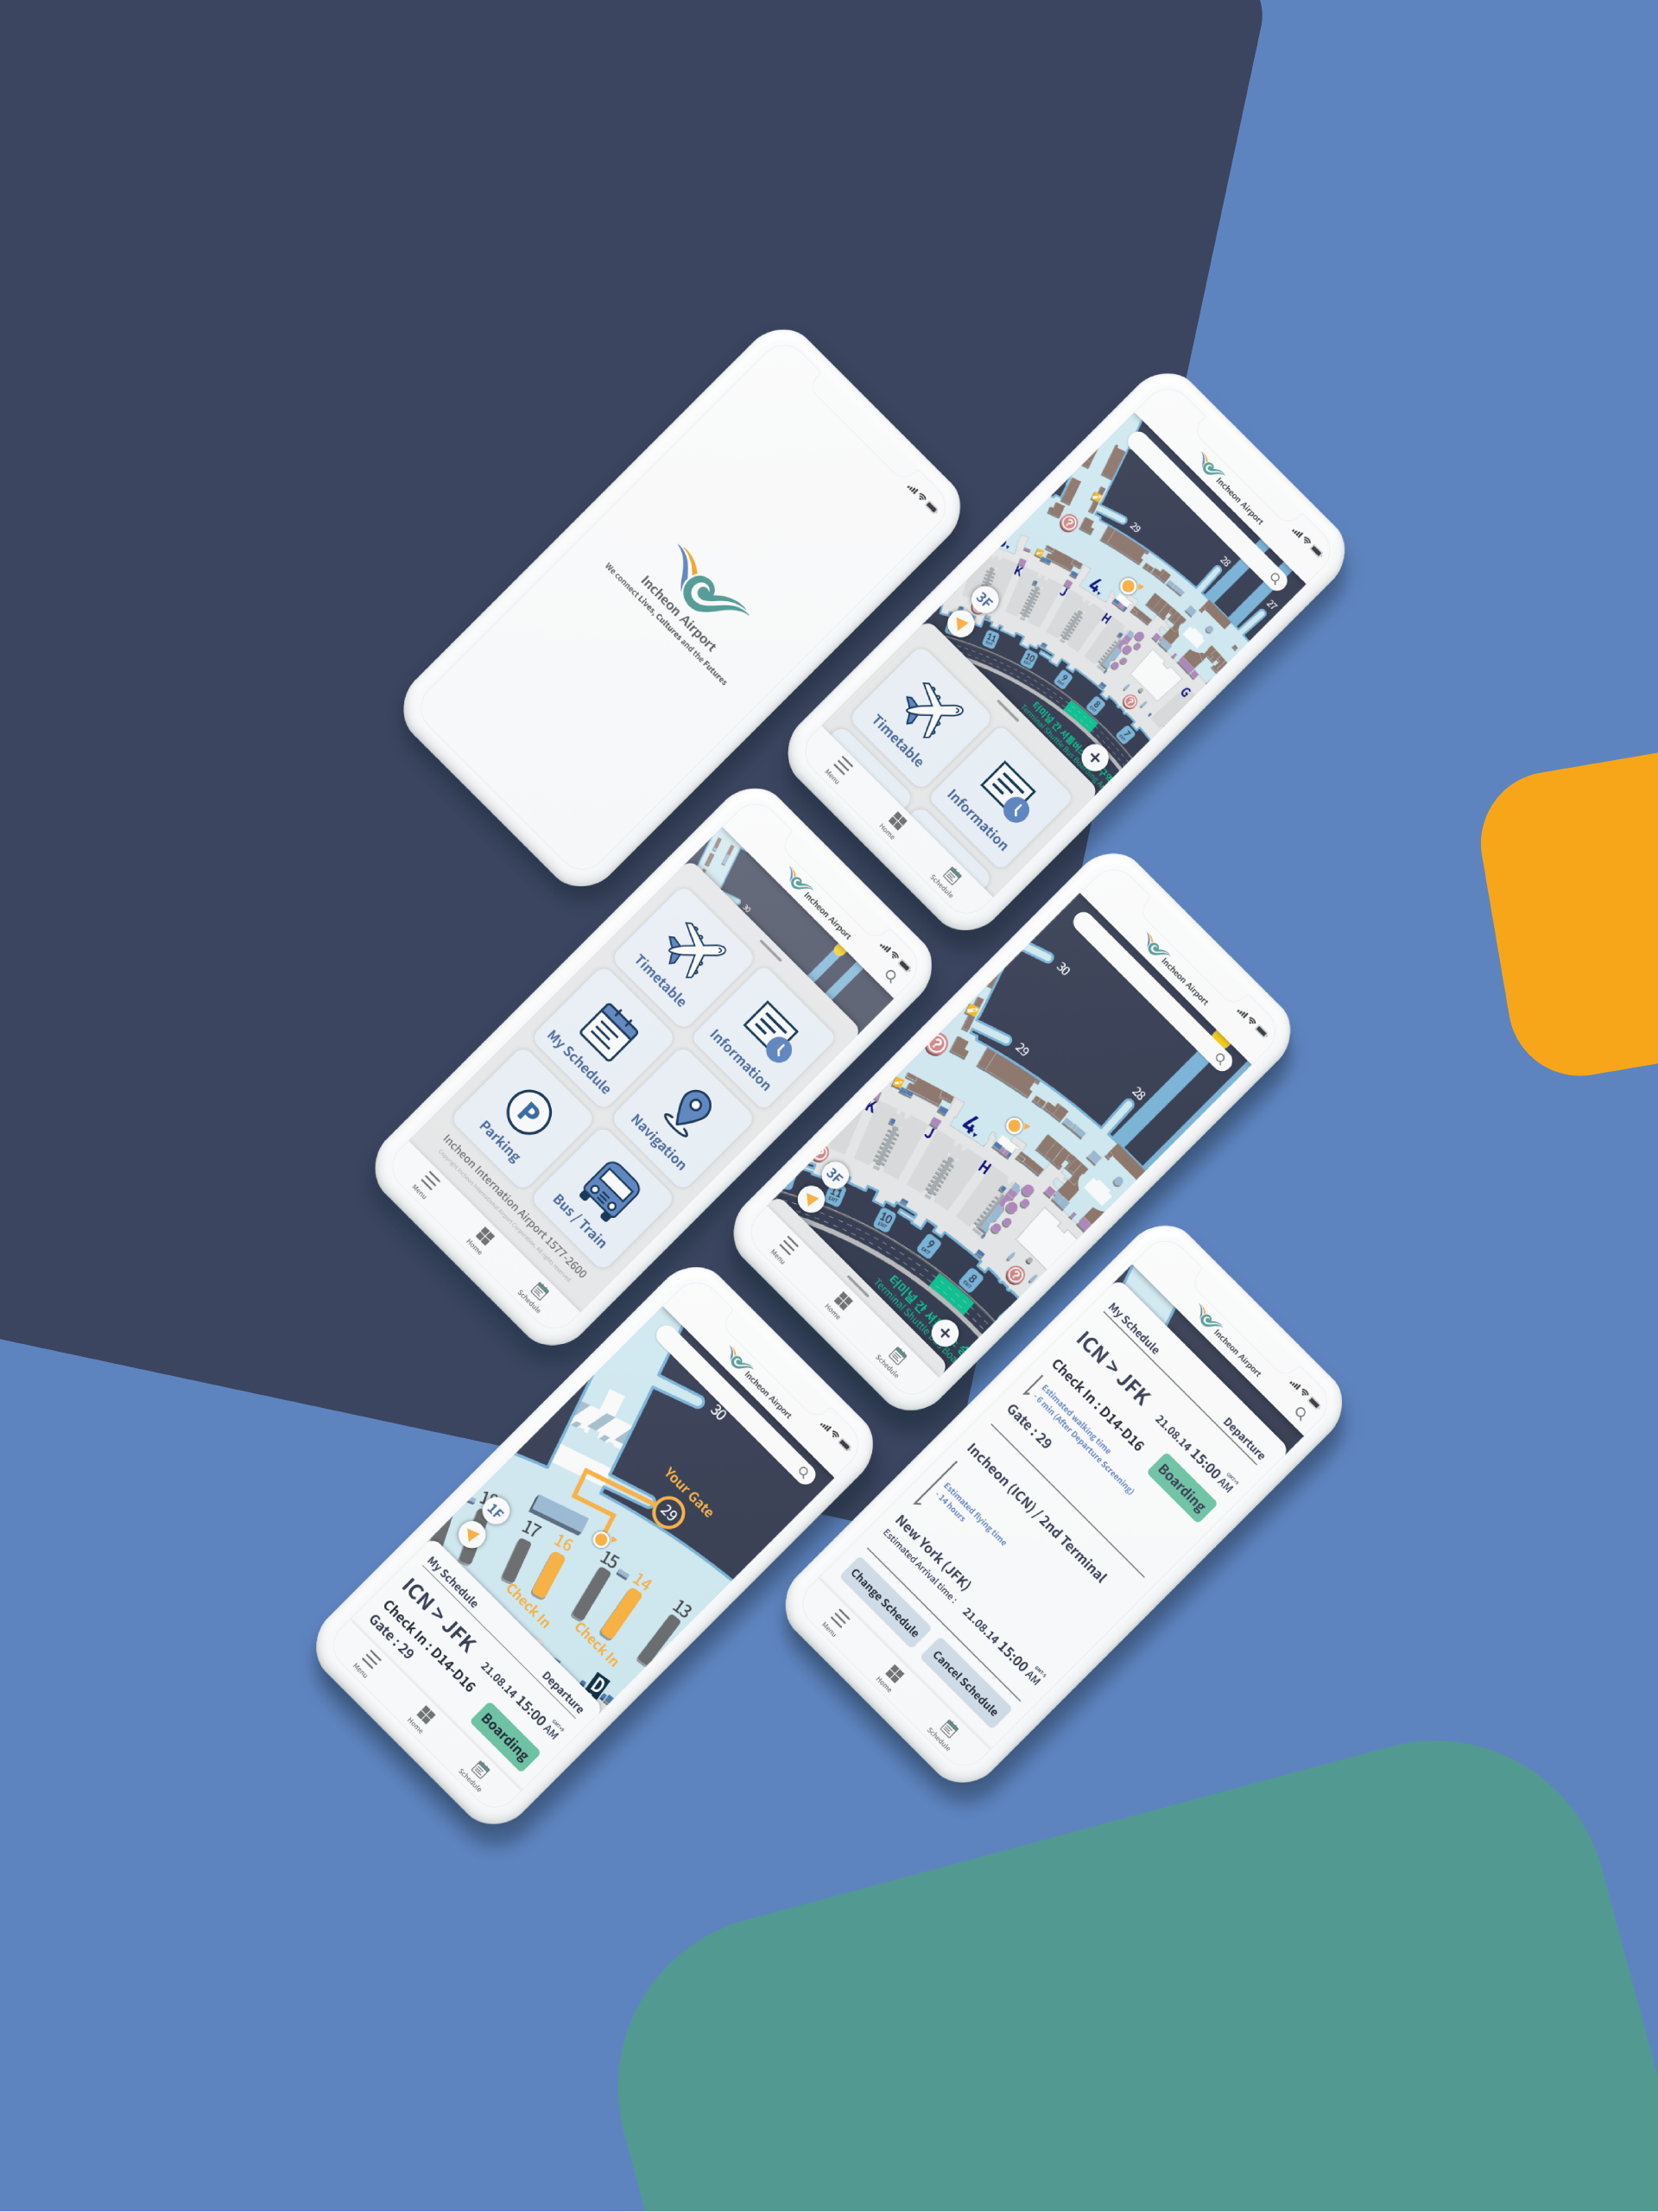 Incheon Airport
We connect Lives, Cultures and the Futures
Incheon Airport
29
28
27
K
J
4
H
G
3F
11
10
9
8
7
터미널 간 셔틀버스
Terminal Shuttle Bus
Timetable
Information
Menu
Home
Schedule
Incheon Airport
30
Timetable
Information
My Schedule
Navigation
Parking
Bus / Train
Incheon Internation Airport 1577-2600
Menu
Home
Schedule
Incheon Airport
30
29
28
K
J
4
H
3F
11
EXIT
10
EXIT
9
EXIT
8
EXIT
터미널 간
Terminal Shuttle
Menu
Home
Schedule
Incheon Airport
30
Your Gate
29
1F
17
16
15
14
13
Check In
Check In
D
My Schedule
Departure
ICN > JFK
21.08.14 15:00 AM
Check In : D14-D16
Gate : 29
Boarding
Menu
Home
Schedule
Incheon Airport
My Schedule
Departure
ICN > JFK
21.08.14 15:00 AM
Check In : D14-D16
Boarding
Estimated walking time
- 6 min (After Departure Screening)
Gate : 29
Incheon (ICN) / 2nd Terminal
Estimated flying time
- 14 hours
New York (JFK)
Estimated Arrival time :
21.08.14 15:00 AM
Change Schedule
Cancel Schedule
Menu
Home
Schedule